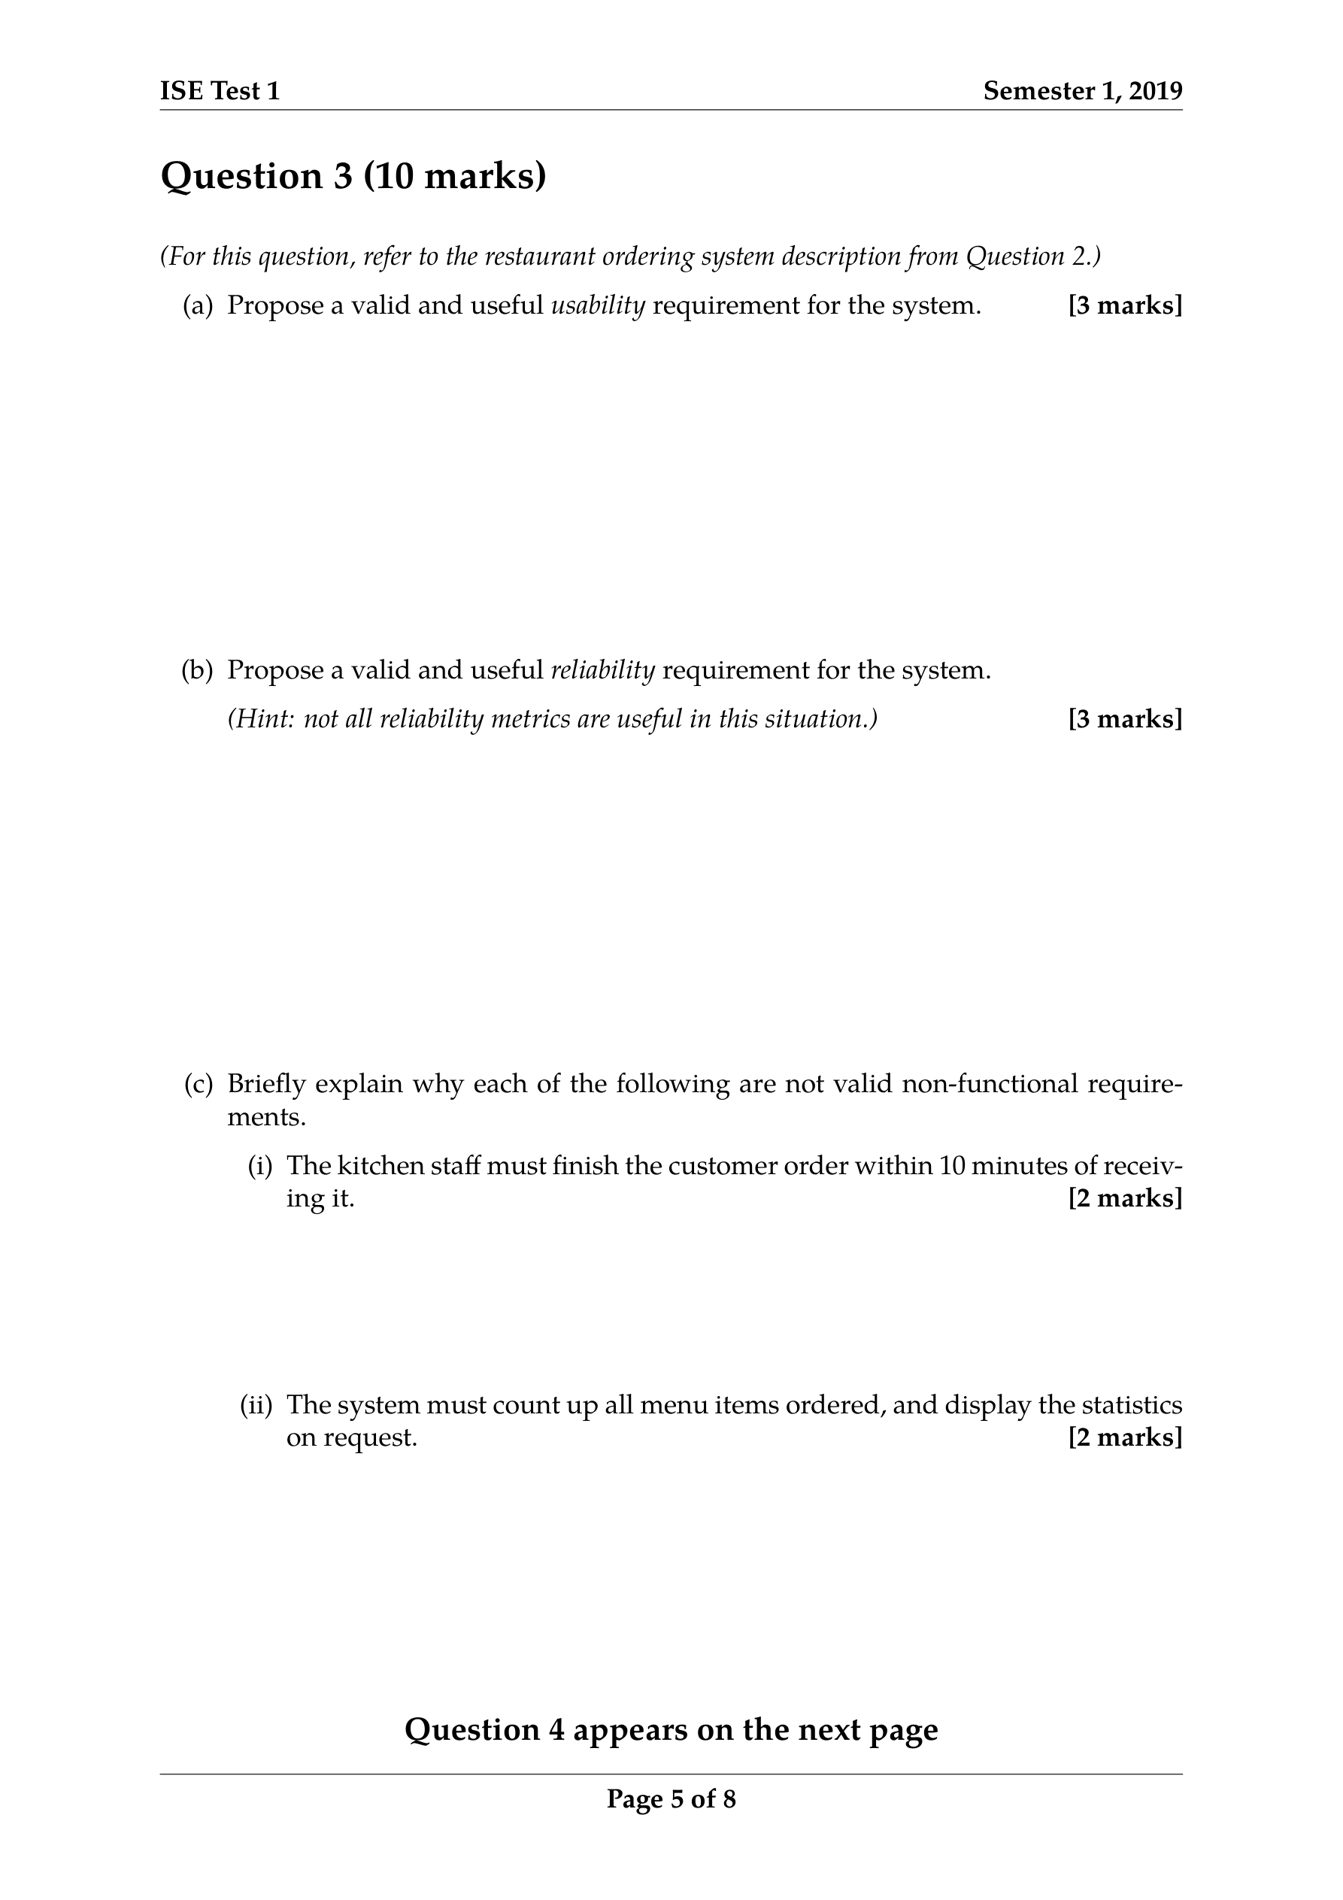 ISE Test 1 Semester 1, 2019
Question 3 (10 marks)
(For this question, refer to the restaurant ordering system description from Question 2.)
(a) Propose a valid and useful usability requirement for the system. [3 marks]
(b) Propose a valid and useful reliability requirement for the system.
(Hint: not all reliability metrics are useful in this situation.) [3 marks]
(c) Briefly explain why each of the following are not valid non-functional require-
ments.
(i) The kitchen staff must finish the customer order within 10 minutes of receiv-
ing it. [2 marks]
(ii) The system must count up all menu items ordered, and display the statistics
on request. [2 marks]
Question 4 appears on the next page
Page 5 of 8